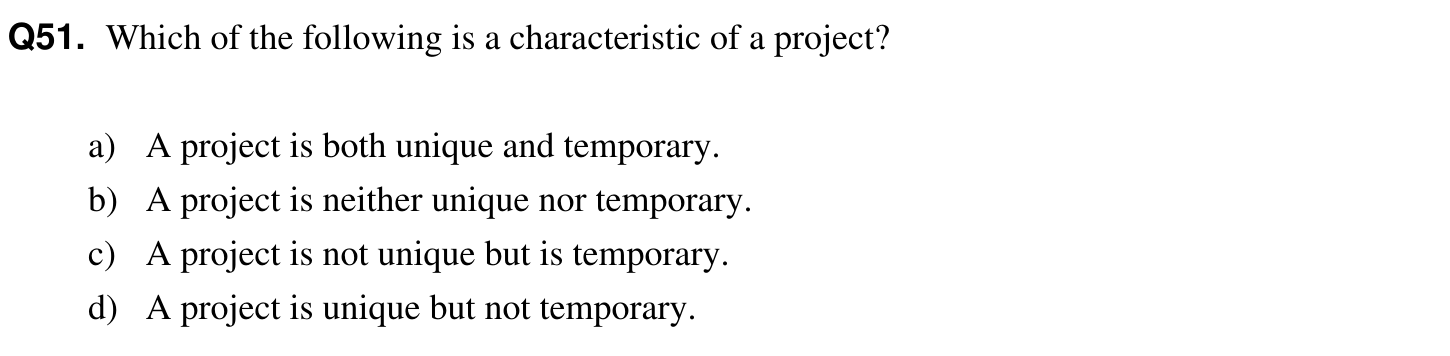 Q51. Which of the following is a characteristic of a project?
a) A project is both unique and temporary.
b) A project is neither unique nor temporary.
c) A project is not unique but is temporary.
d) A project is unique but not temporary.